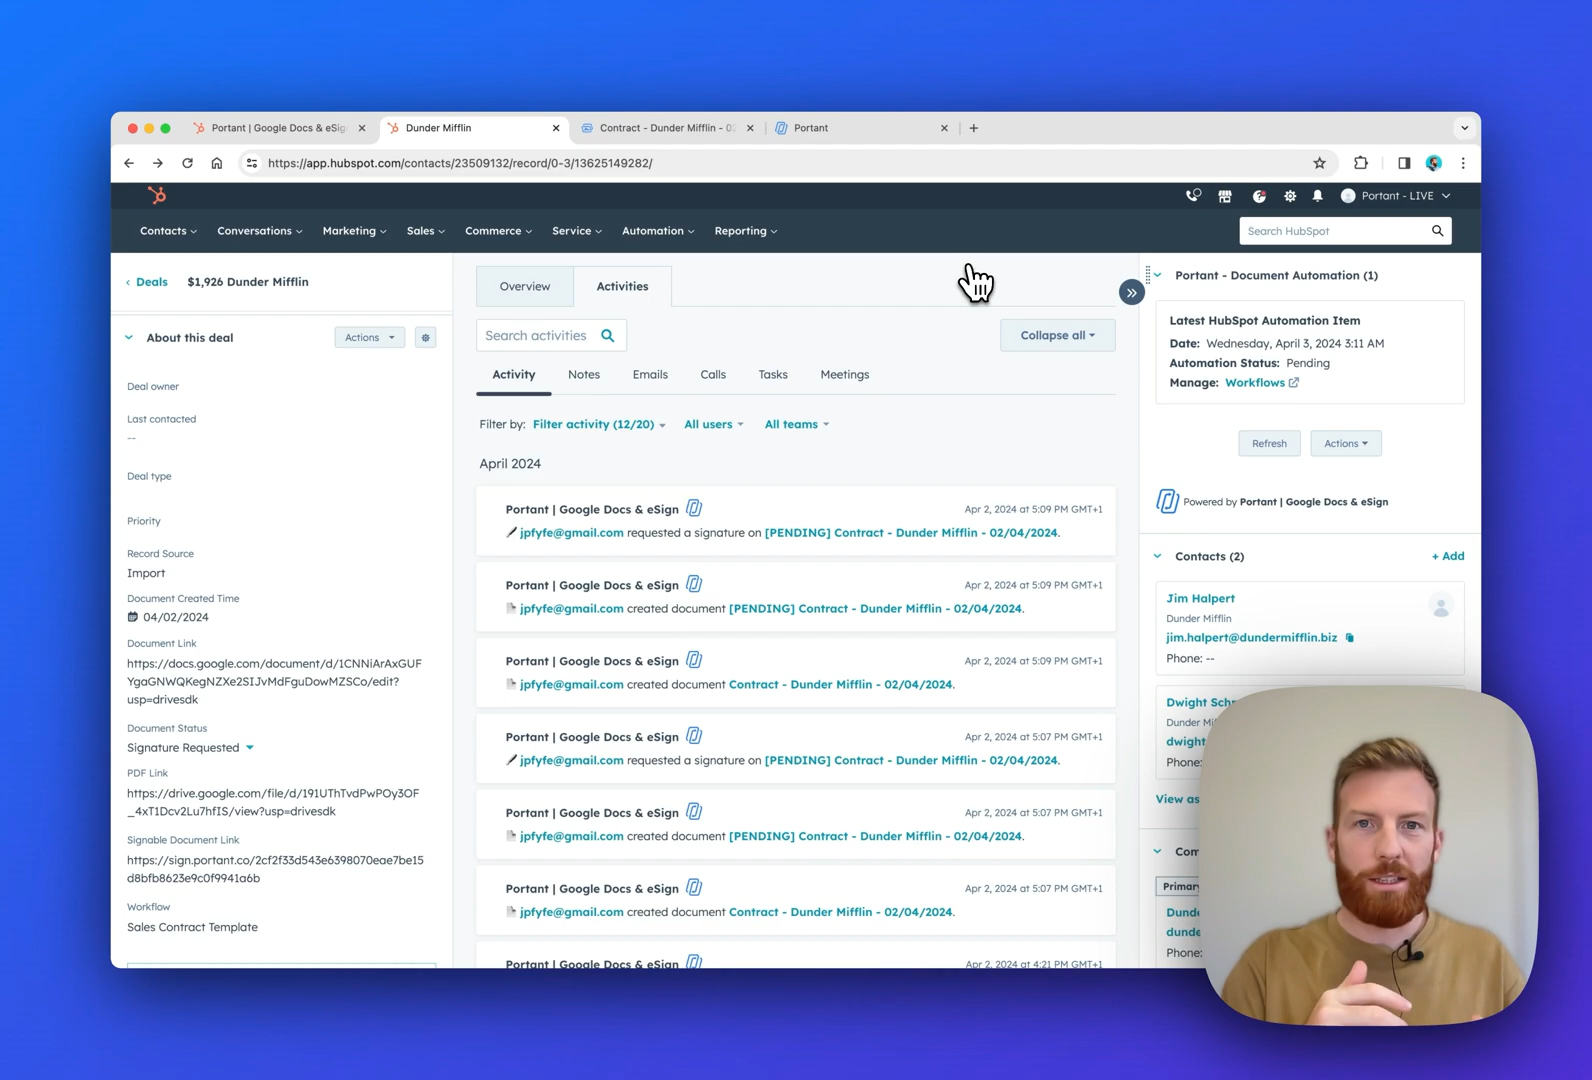 Portant | Google Docs & eSig
Dunder Mifflin
Contract - Dunder Mifflin - 02
Portant
https://app.hubspot.com/contacts/23509132/record/0-3/13625149282/
Portant - LIVE
Contacts
Conversations
Marketing
Sales
Commerce
Service
Automation
Reporting
Search HubSpot
Deals
$1,926 Dunder Mifflin
About this deal
Actions
Deal owner
Last contacted
--
Deal type
Priority
Record Source
Import
Document Created Time
04/02/2024
Document Link
https://docs.google.com/document/d/1CNNiArAxGUF
YgaGNWQKegNZXe2SIJvMdFguDowMZSCo/edit?
usp=drivesdk
Document Status
Signature Requested
PDF Link
https://drive.google.com/file/d/191UThTvdPwPOy3OF
_4xT1Dcv2Lu7hfIS/view?usp=drivesdk
Signable Document Link
https://sign.portant.co/2cf2f33d543e6398070eae7be15
d8bfb8623e9c0f9941a6b
Workflow
Sales Contract Template
Overview
Activities
Search activities
Collapse all
Activity
Notes
Emails
Calls
Tasks
Meetings
Filter by: Filter activity (12/20) All users All teams
April 2024
Portant | Google Docs & eSign Apr 2, 2024 at 5:09 PM GMT+1
jpfyfe@gmail.com requested a signature on [PENDING] Contract - Dunder Mifflin - 02/04/2024.
Portant | Google Docs & eSign Apr 2, 2024 at 5:09 PM GMT+1
jpfyfe@gmail.com created document [PENDING] Contract - Dunder Mifflin - 02/04/2024.
Portant | Google Docs & eSign Apr 2, 2024 at 5:09 PM GMT+1
jpfyfe@gmail.com created document Contract - Dunder Mifflin - 02/04/2024.
Portant | Google Docs & eSign Apr 2, 2024 at 5:07 PM GMT+1
jpfyfe@gmail.com requested a signature on [PENDING] Contract - Dunder Mifflin - 02/04/2024.
Portant | Google Docs & eSign Apr 2, 2024 at 5:07 PM GMT+1
jpfyfe@gmail.com created document [PENDING] Contract - Dunder Mifflin - 02/04/2024.
Portant | Google Docs & eSign Apr 2, 2024 at 5:07 PM GMT+1
jpfyfe@gmail.com created document Contract - Dunder Mifflin - 02/04/2024.
Portant | Google Docs & eSign Apr 2, 2024 at 4:21 PM GMT+1
Portant - Document Automation (1)
Latest HubSpot Automation Item
Date: Wednesday, April 3, 2024 3:11 AM
Automation Status: Pending
Manage: Workflows
Refresh
Actions
Powered by Portant | Google Docs & eSign
Contacts (2)
+ Add
Jim Halpert
Dunder Mifflin
jim.halpert@dundermifflin.biz
Phone: --
Dwight Schr
Dunder Mi
dwight
Phone:
View as
Com
Primary
Dunde
dunde
Phone: